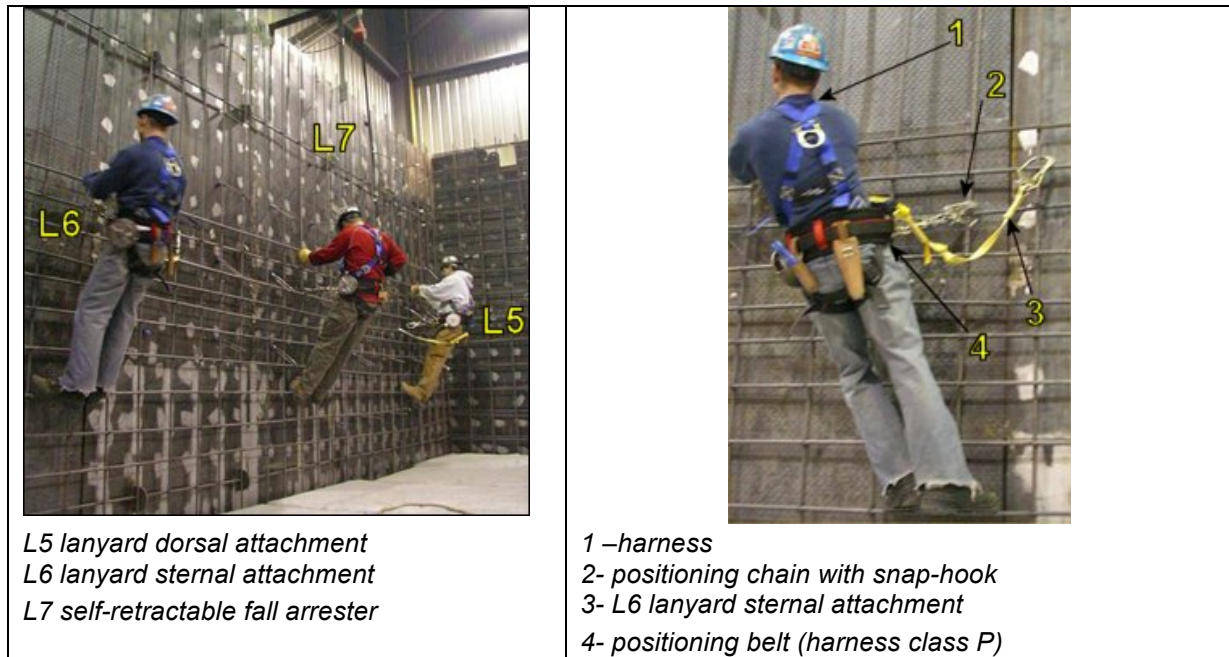 L7
L6
L5
1
2
3
4
L5 lanyard dorsal attachment
L6 lanyard sternal attachment
L7 self-retractable fall arrester
1 –harness
2- positioning chain with snap-hook
3- L6 lanyard sternal attachment
4- positioning belt (harness class P)